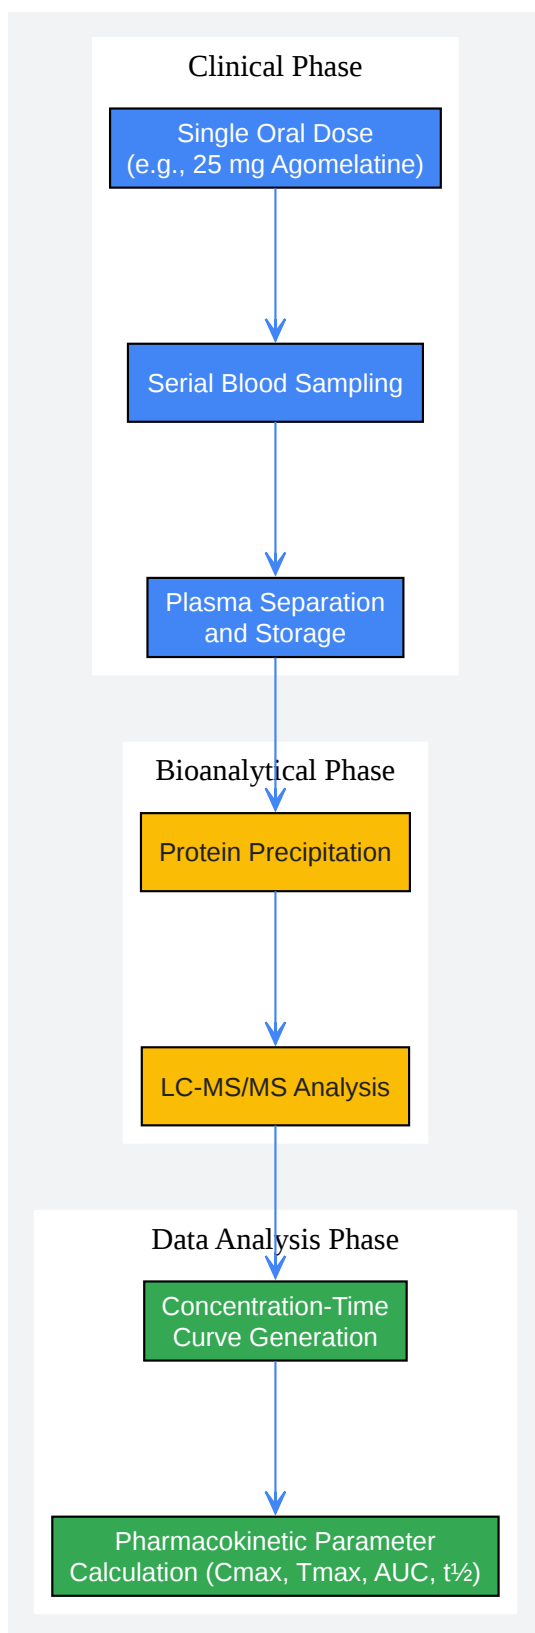 Clinical Phase
Single Oral Dose
(e.g., 25 mg Agomelatine)
Serial Blood Sampling
Plasma Separation
and Storage
Bioanalytical Phase
Protein Precipitation
LC-MS/MS Analysis
Data Analysis Phase
Concentration-Time
Curve Generation
Pharmacokinetic Parameter
Calculation (Cmax, Tmax, AUC, t½)